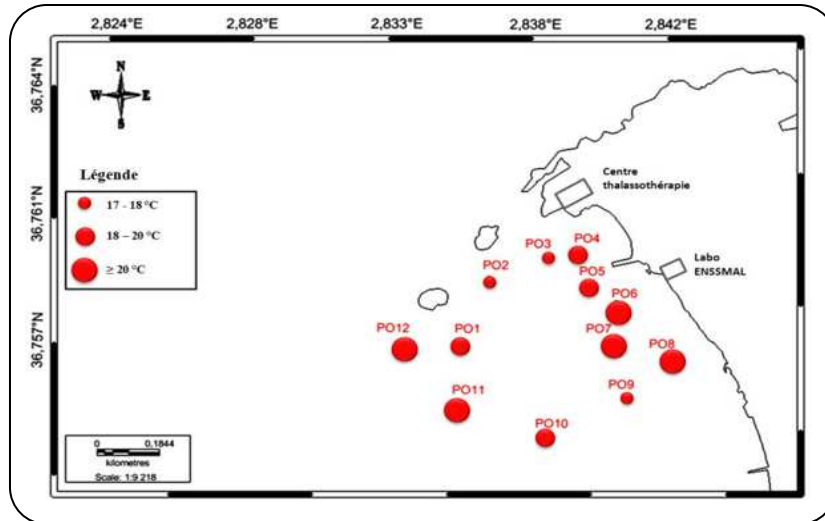 2,824°E 2,828°E 2,833°E 2,838°E 2,842°E
36,764°N
36,761°N
36,757°N
N
W E
S
Légende
17 - 18 °C
18 – 20 °C
≥ 20 °C
Centre
thalassothérapie
Labo
ENSSMAL
PO3
PO4
PO2
PO5
PO6
PO12
PO1
PO7
PO8
PO9
PO11
PO10
0 0,1844
kilometres
Scale: 1:9 218